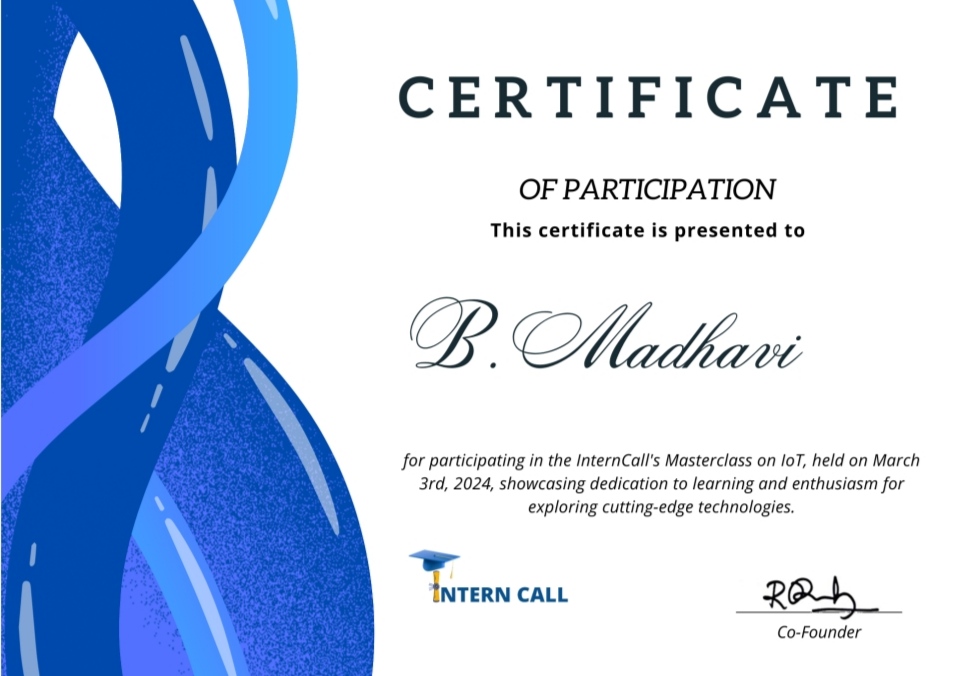 CERTIFICATE
OF PARTICIPATION
This certificate is presented to
B. Madhavi
for participating in the InternCall's Masterclass on IoT, held on March
3rd, 2024, showcasing dedication to learning and enthusiasm for
exploring cutting-edge technologies.
INTERN CALL
Co-Founder